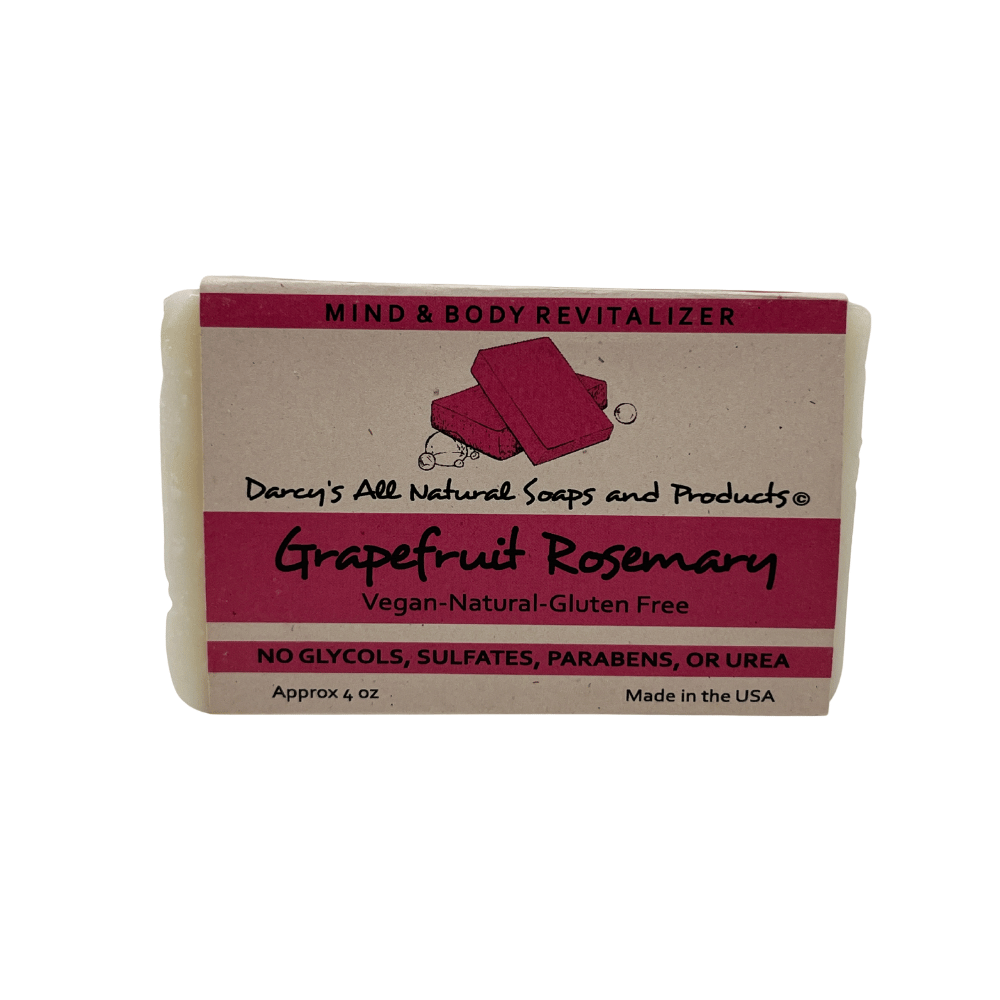 MIND & BODY REVITALIZER
Darcy's All Natural Soaps and Products ©
Grapefruit Rosemary
Vegan-Natural-Gluten Free
NO GLYCOLS, SULFATES, PARABENS, OR UREA
Approx 4 oz
Made in the USA